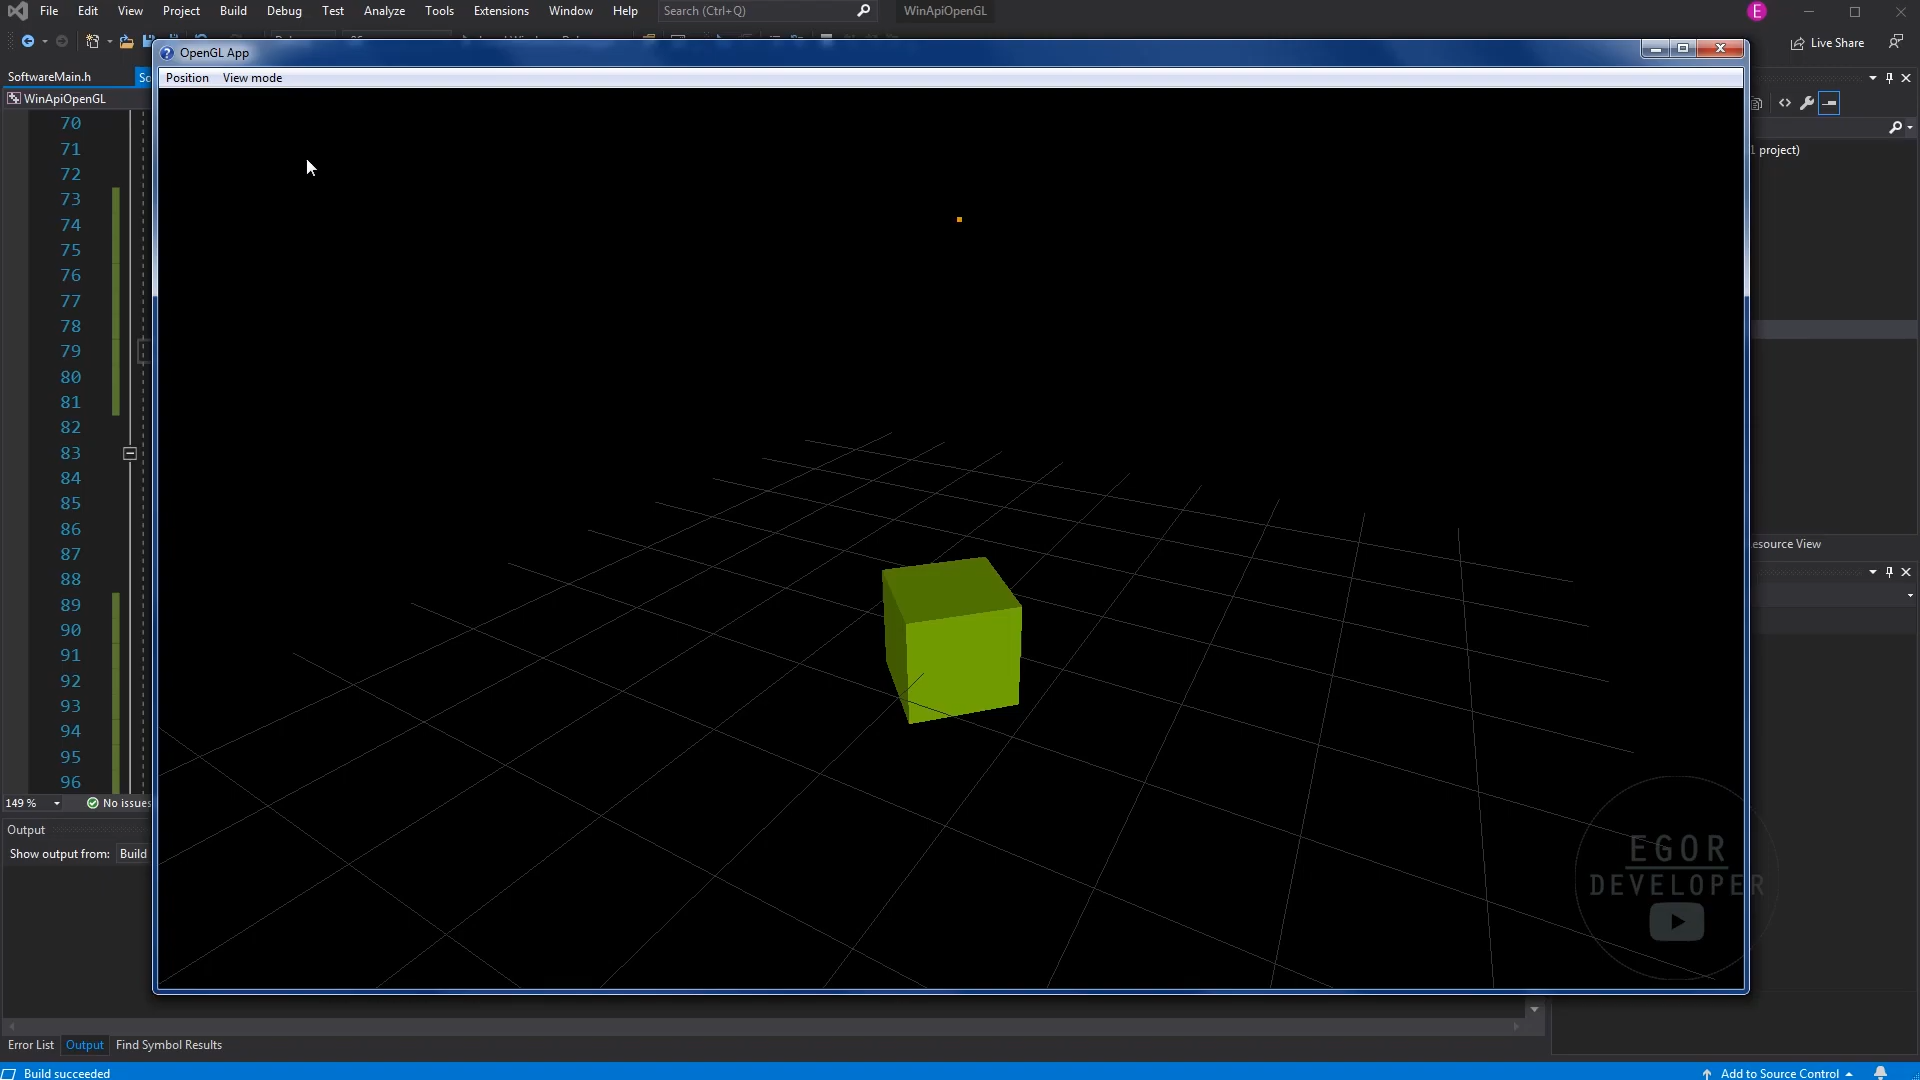 File Edit View Project Build Debug Test Analyze Tools Extensions Window Help Search (Ctrl+Q) WinApiOpenGL E
Live Share
OpenGL App
Position View mode
SoftwareMain.h So
WinApiOpenGL
70
71
72
73
74
75
76
77
78
79
80
81
82
83
84
85
86
87
88
89
90
91
92
93
94
95
96
1 project)
esource View
149 % No issues
Output
Show output from: Build
EGOR
DEVELOPER
Error List Output Find Symbol Results
Build succeeded Add to Source Control